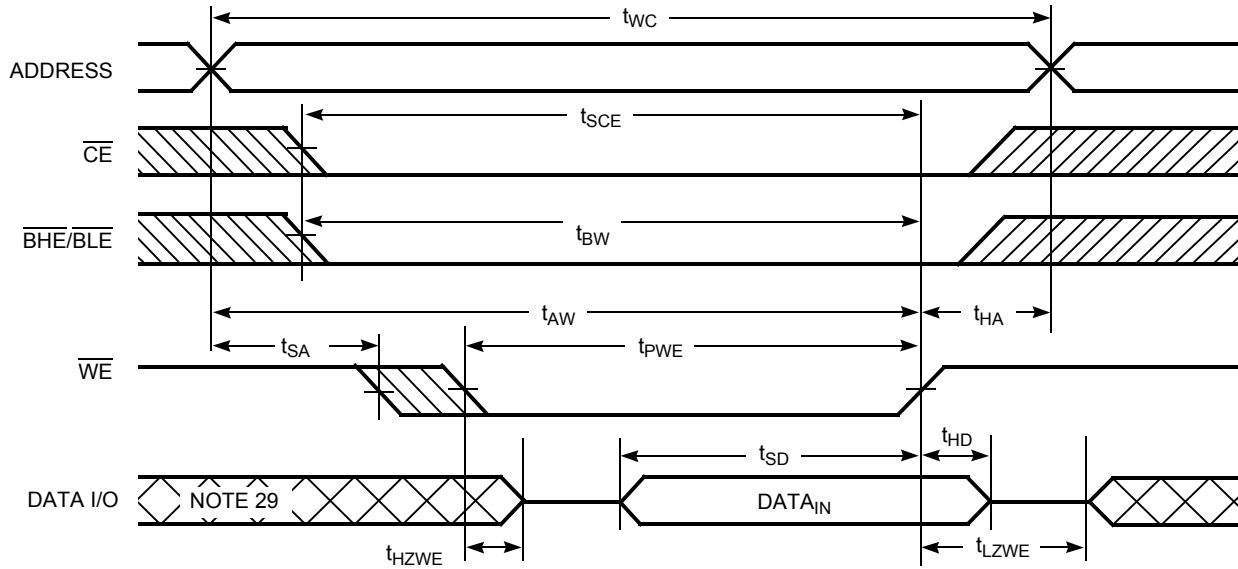 tWC
ADDRESS
tSCE
CE
tBW
BHE/BLE
tAW
tHA
tSA
tPWE
WE
tSD
tHD
DATA I/O
NOTE 29
DATAIN
tHZWE
tLZWE